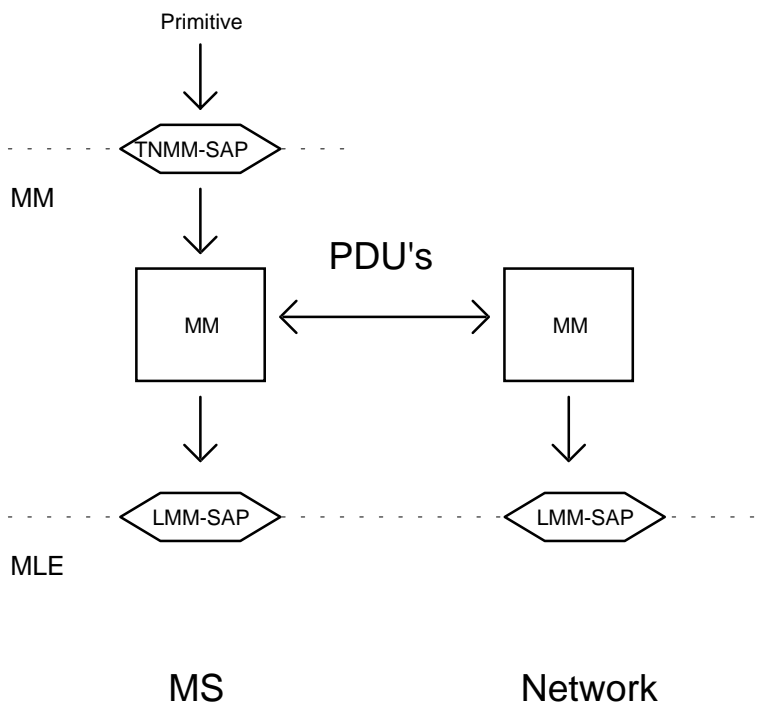 Primitive
TNMM-SAP
MM
PDU's
MM
MM
LMM-SAP
LMM-SAP
MLE
MS
Network